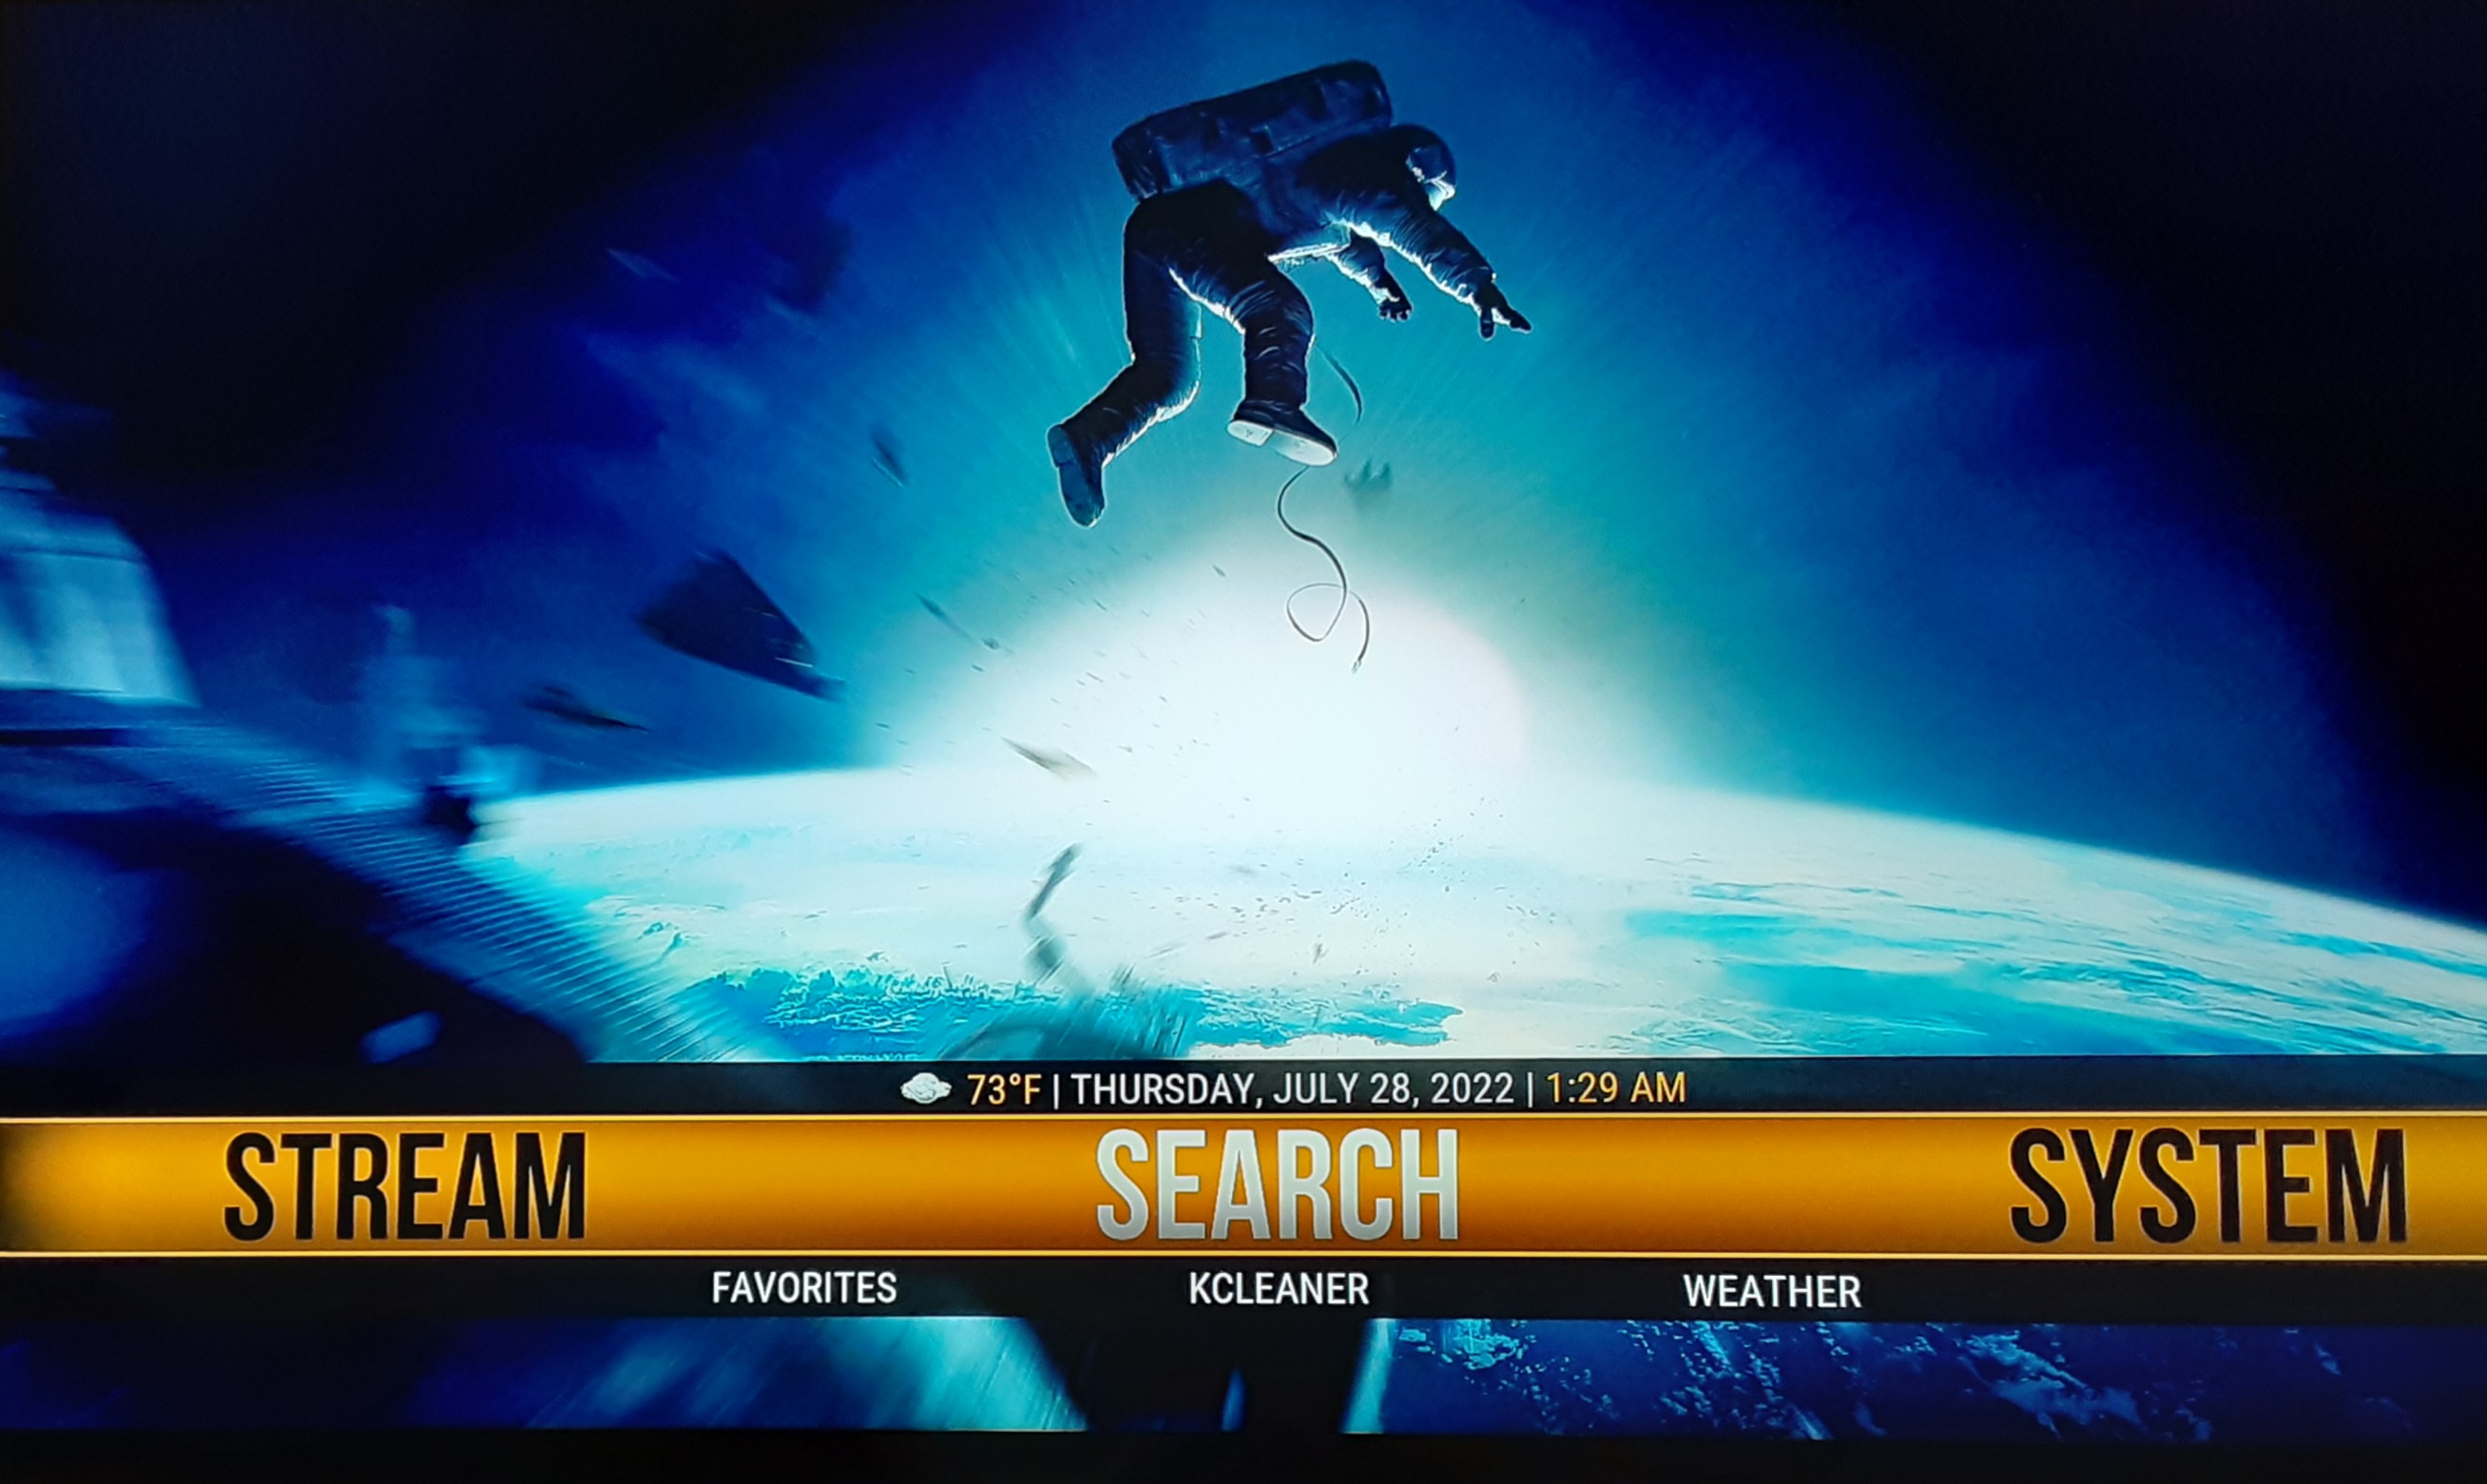 73°F | THURSDAY, JULY 28, 2022 | 1:29 AM
STREAM SEARCH SYSTEM
FAVORITES KCLEANER WEATHER